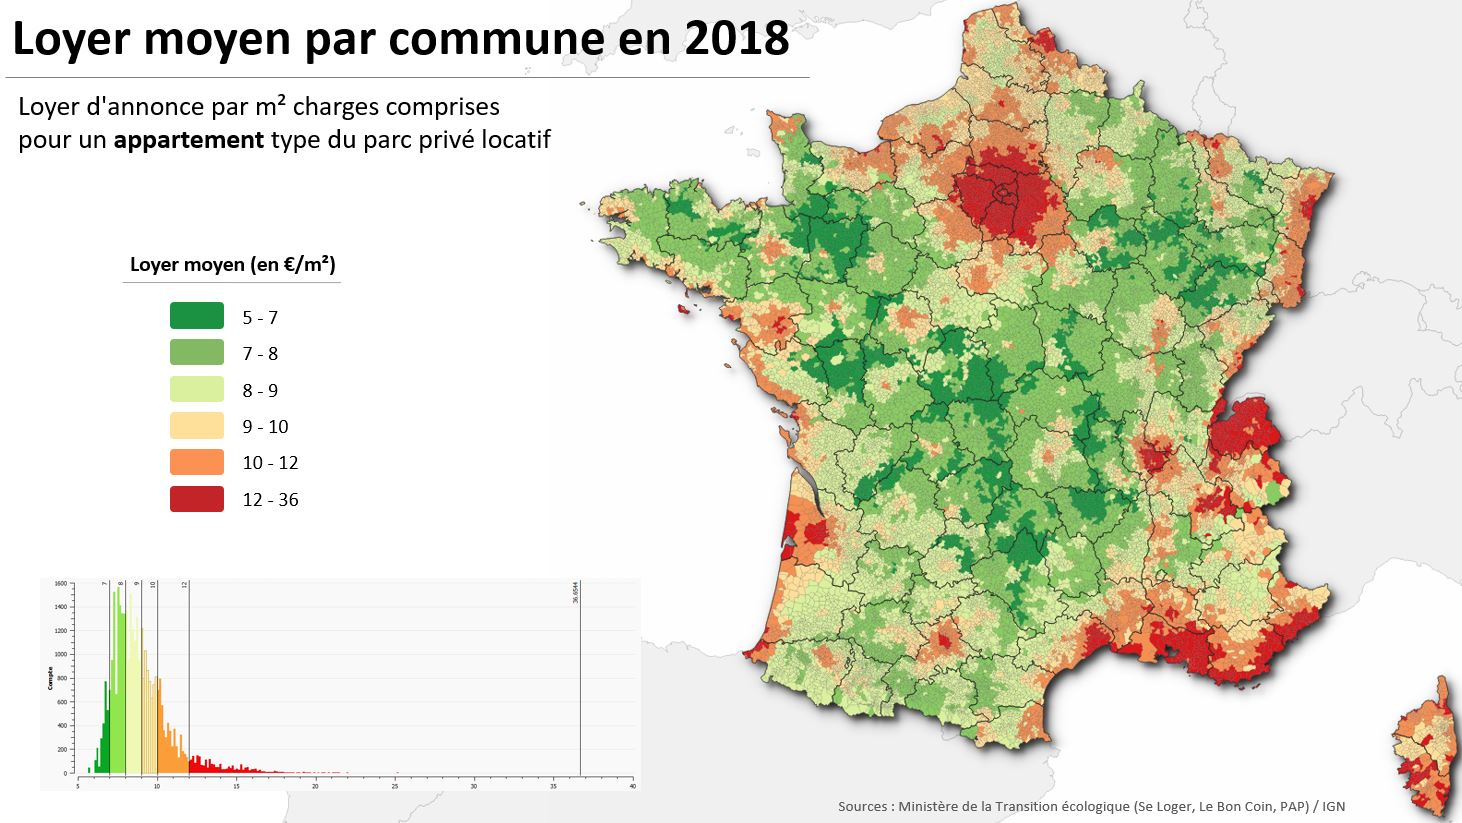 Loyer moyen par commune en 2018
Loyer d'annonce par m² charges comprises
pour un appartement type du parc privé locatif
Loyer moyen (en €/m²)
5 - 7
7 - 8
8 - 9
9 - 10
10 - 12
12 - 36
Compte
1600
1400
1200
1000
800
600
400
200
0
7
8
9
10
12
36.6544
5
10
15
20
25
30
35
40
Sources : Ministère de la Transition écologique (Se Loger, Le Bon Coin, PAP) / IGN